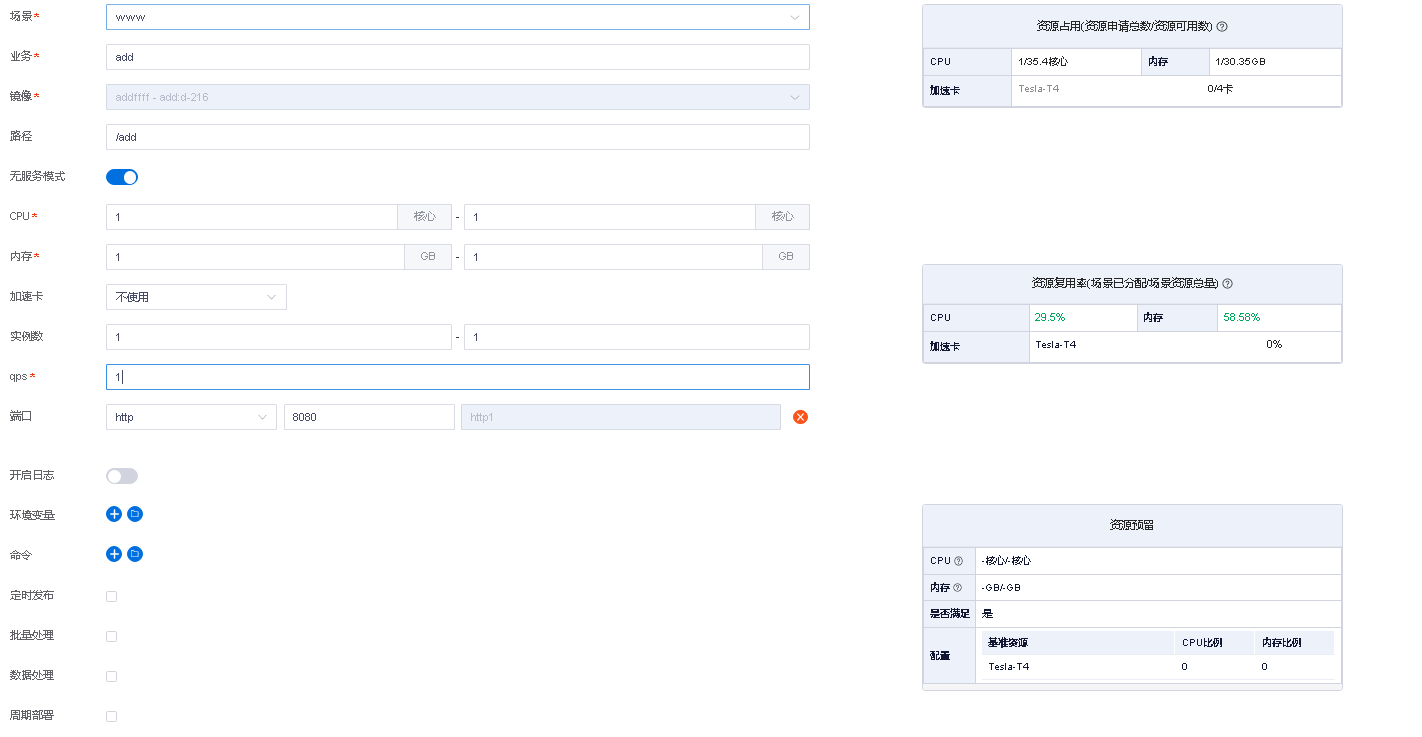 场景*
www
业务*
add
镜像*
addffff - add:d-216
路径
/add
无服务模式
CPU*
1 核心 - 1 核心
内存*
1 GB - 1 GB
加速卡
不使用
实例数
1 - 1
qps*
1
端口
http 8080 http1
开启日志
环境变量
命令
定时发布
批量处理
数据处理
周期部署
资源占用(资源申请总数/资源可用数)
CPU 1/35.4核心 内存 1/30.35GB
加速卡 Tesla-T4 0/4卡
资源复用率(场景已分配/场景资源总量)
CPU 29.5% 内存 58.58%
加速卡 Tesla-T4 0%
资源预留
CPU -核心/-核心
内存 -GB/-GB
是否满足 是
配置
基准资源 CPU比例 内存比例
Tesla-T4 0 0